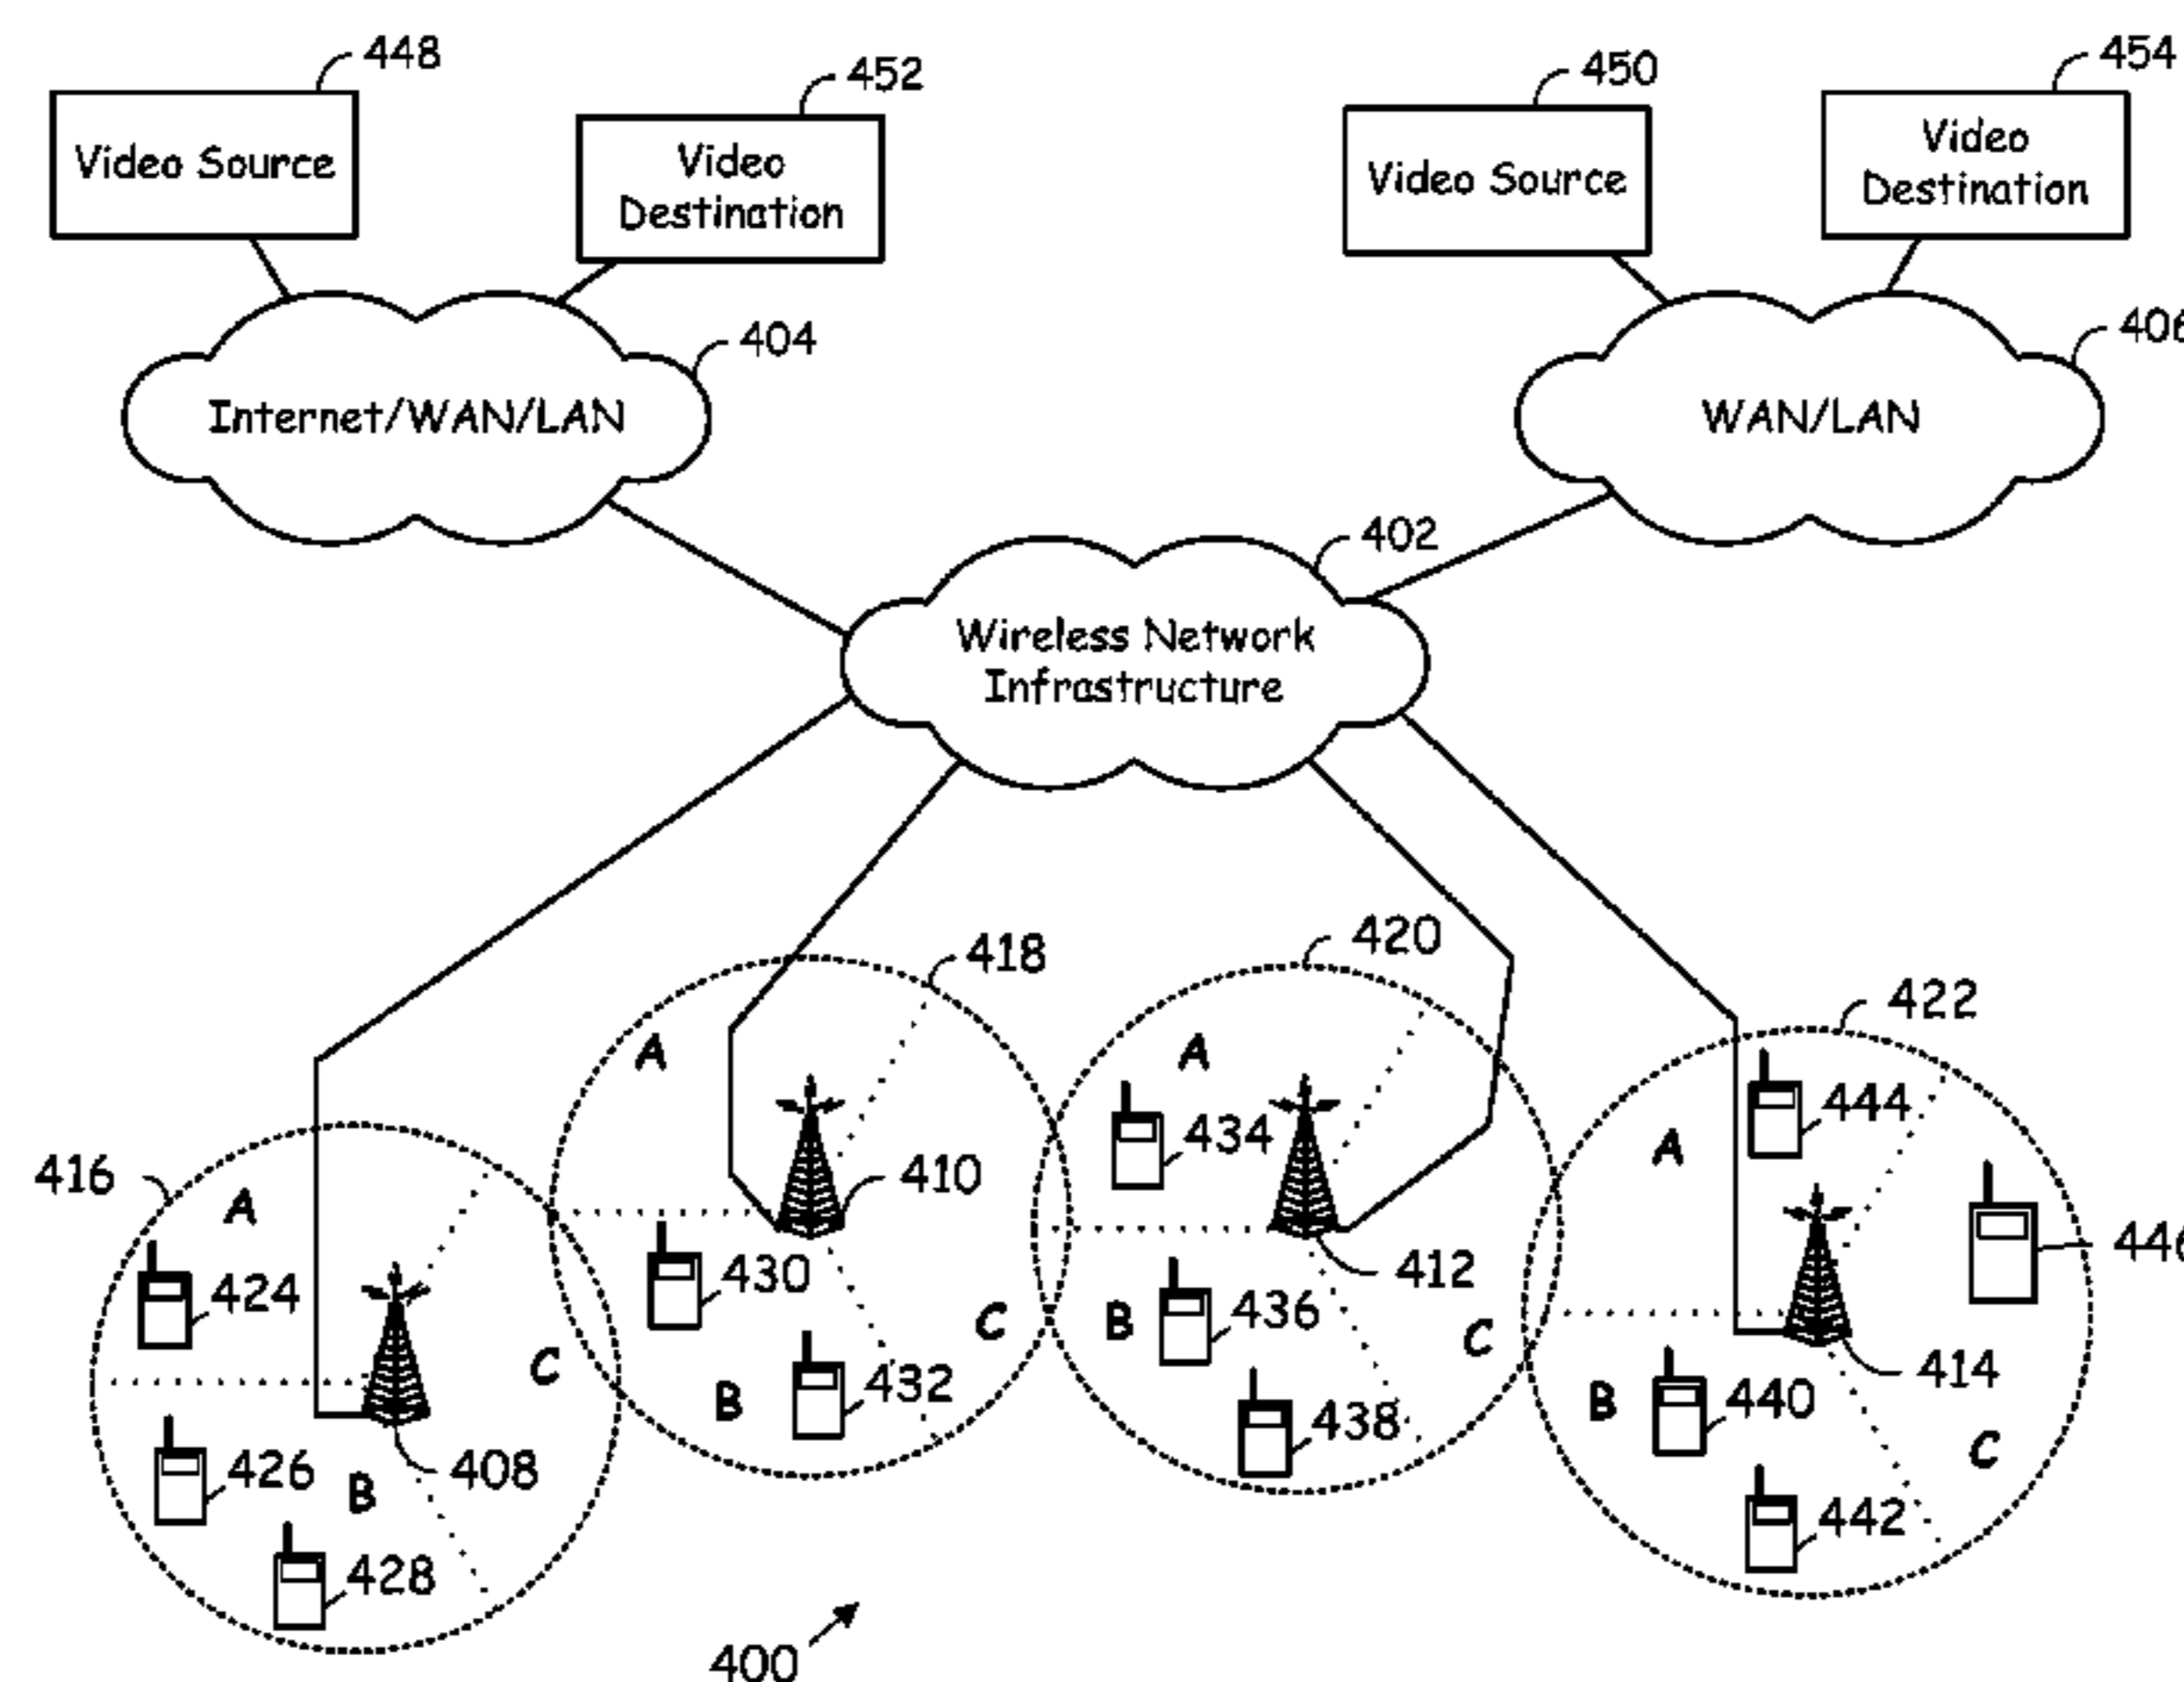 448
452
450
454
Video Source
Video
Destination
Video Source
Video
Destination
404
406
Internet/WAN/LAN
WAN/LAN
402
Wireless Network
Infrastructure
418
420
422
A
A
444
434
A
416
A
410
446
424
430
412
B
436
C
C
414
C
432
B
440
B
B
438
C
426
408
B
442
428
400